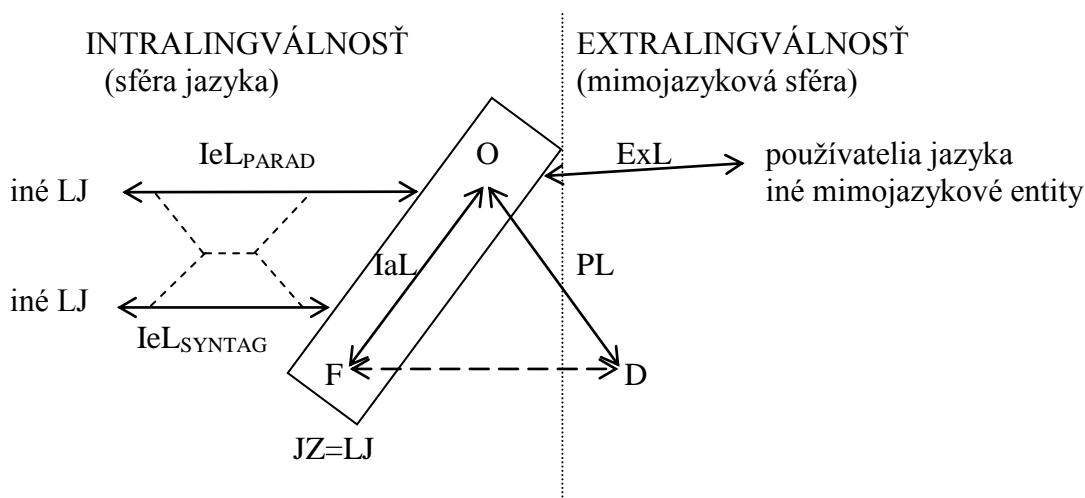 INTRALINGVÁLNOSŤ
(sféra jazyka)
EXTRALINGVÁLNOSŤ
(mimojazyková sféra)
IeLPARAD
O
ExL
používatelia jazyka
iné mimojazykové entity
iné LJ
IaL
PL
iné LJ
IeLSYNTAG
F
D
JZ=LJ